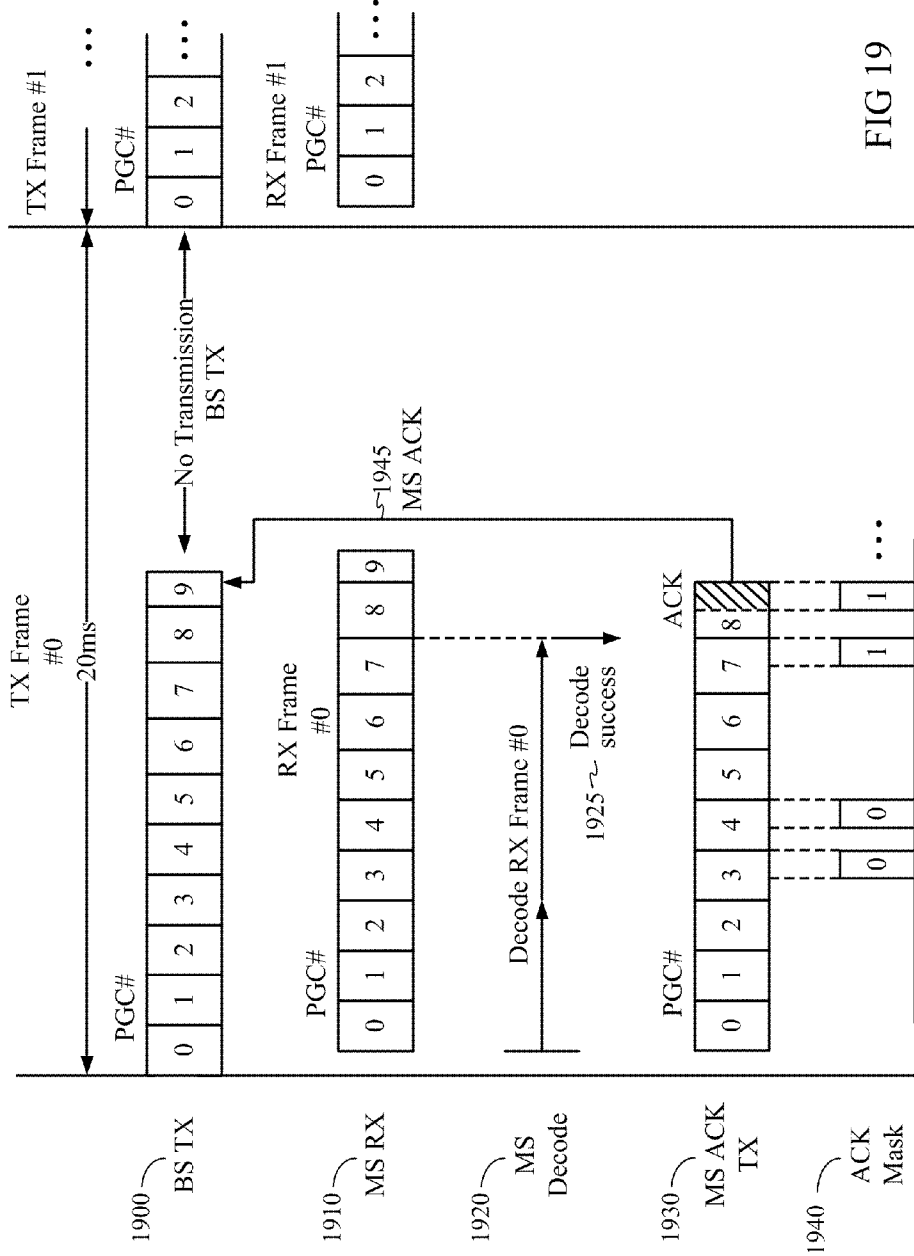 TX Frame
#0
20ms
TX Frame #1
•••
1900
BS TX
PGC#
0 1 2 3 4 5 6 7 8 9
No Transmission
BS TX
PGC#
0 1 2 •••
1910
MS RX
PGC#
RX Frame
#0
0 1 2 3 4 5 6 7 8 9
1945
MS ACK
RX Frame #1
PGC#
0 1 2 •••
1920
MS
Decode
Decode RX Frame #0
1925 Decode
success
1930
MS ACK
TX
PGC#
0 1 2 3 4 5 6 7 8
ACK
1940
ACK
Mask
0 0 1 1 •••
FIG 19